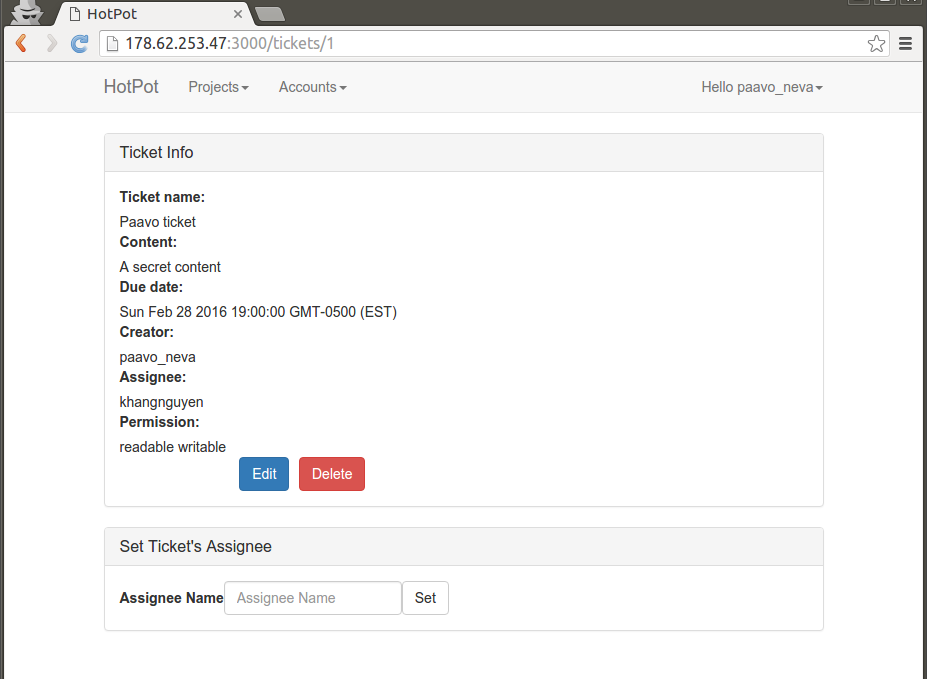 HotPot
178.62.253.47:3000/tickets/1
HotPot Projects Accounts Hello paavo_neva
Ticket Info
Ticket name:
Paavo ticket
Content:
A secret content
Due date:
Sun Feb 28 2016 19:00:00 GMT-0500 (EST)
Creator:
paavo_neva
Assignee:
khangnguyen
Permission:
readable writable
Edit Delete
Set Ticket's Assignee
Assignee Name Assignee Name Set